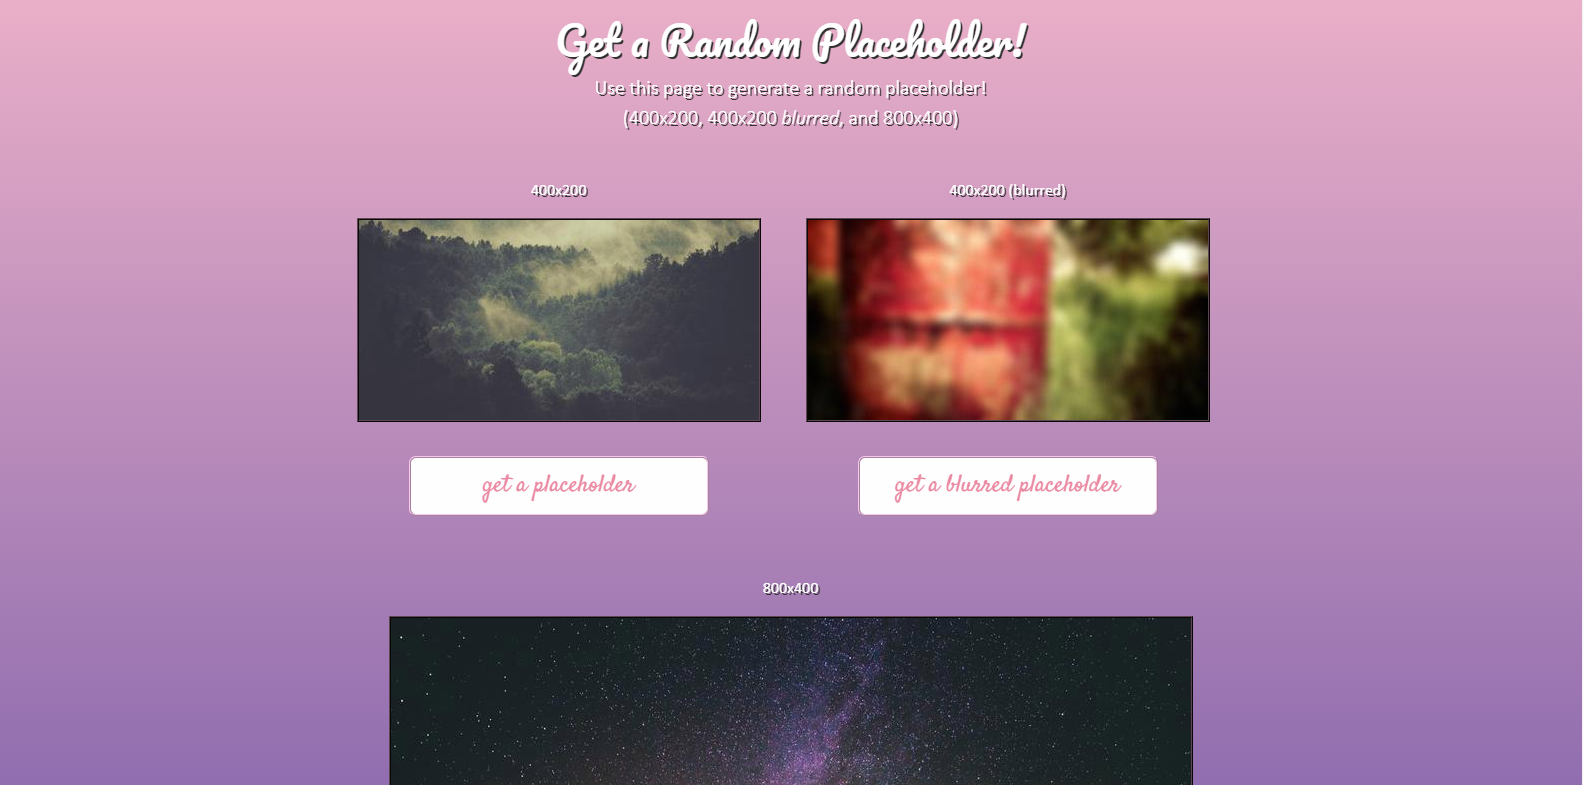 Get a Random Placeholder!
Use this page to generate a random placeholder!
(400x200, 400x200 blurred, and 800x400)
400x200
400x200 (blurred)
get a placeholder
get a blurred placeholder
800x400